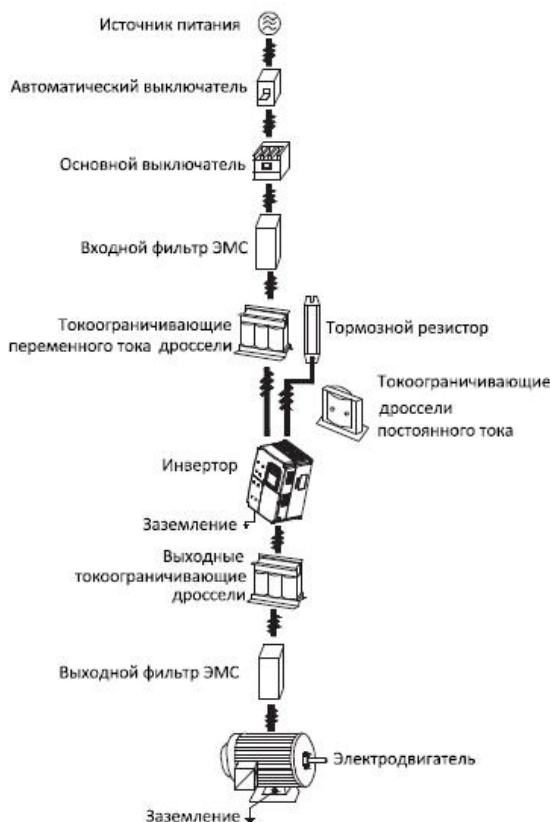 Источник питания
Автоматический выключатель
Основной выключатель
Входной фильтр ЭМС
Токоограничивающие
переменного тока дроссели
Тормозной резистор
Токоограничивающие
дроссели
постоянного тока
Инвертор
Заземление
Выходные
токоограничивающие
дроссели
Выходной фильтр ЭМС
Электродвигатель
Заземление